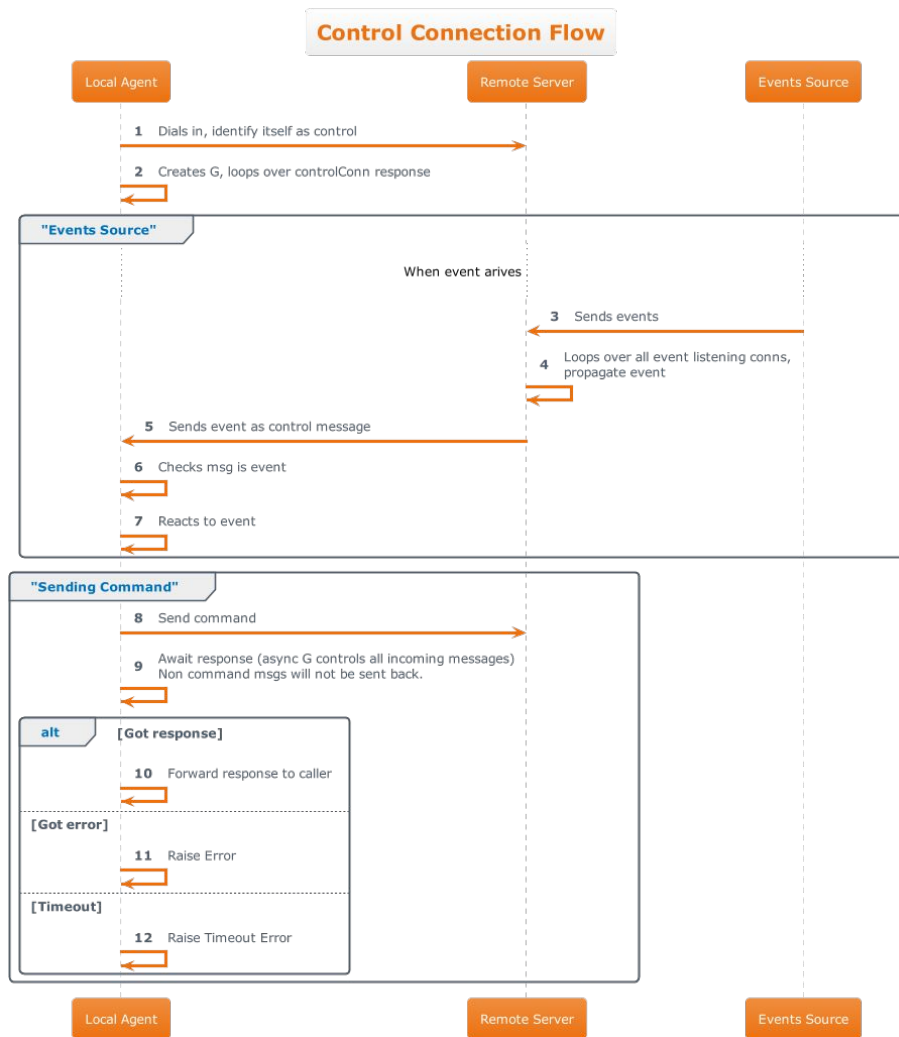 Control Connection Flow
Local Agent
Remote Server
Events Source
1 Dials in, identify itself as control
2 Creates G, loops over controlConn response
"Events Source"
When event arives
3 Sends events
4 Loops over all event listening conns,
propagate event
5 Sends event as control message
6 Checks msg is event
7 Reacts to event
"Sending Command"
8 Send command
9 Await response (async G controls all incoming messages)
Non command msgs will not be sent back.
alt [Got response]
10 Forward response to caller
[Got error]
11 Raise Error
[Timeout]
12 Raise Timeout Error
Local Agent
Remote Server
Events Source